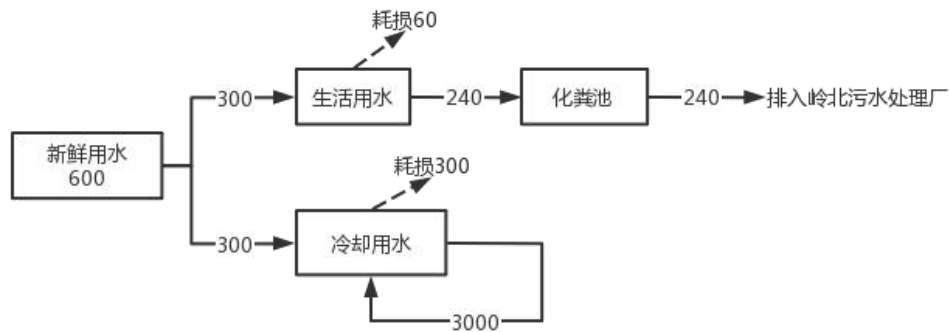 耗损60
300
生活用水
240
化粪池
240
排入岭北污水处理厂
新鲜用水
600
耗损300
300
冷却用水
3000